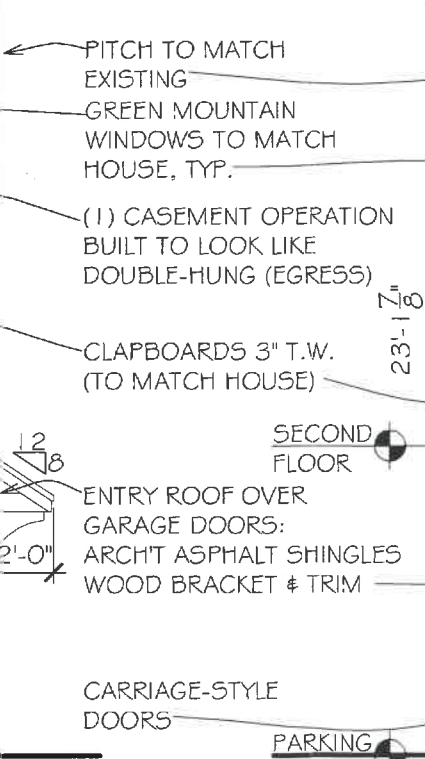 PITCH TO MATCH
EXISTING
GREEN MOUNTAIN
WINDOWS TO MATCH
HOUSE, TYP.
(1) CASEMENT OPERATION
BUILT TO LOOK LIKE
DOUBLE-HUNG (EGRESS)
23'-1 7/8"
CLAPBOARDS 3" T.W.
(TO MATCH HOUSE)
SECOND
FLOOR
12
8
ENTRY ROOF OVER
GARAGE DOORS:
ARCH'T ASPHALT SHINGLES
2'-0"
WOOD BRACKET & TRIM
CARRIAGE-STYLE
DOORS
PARKING